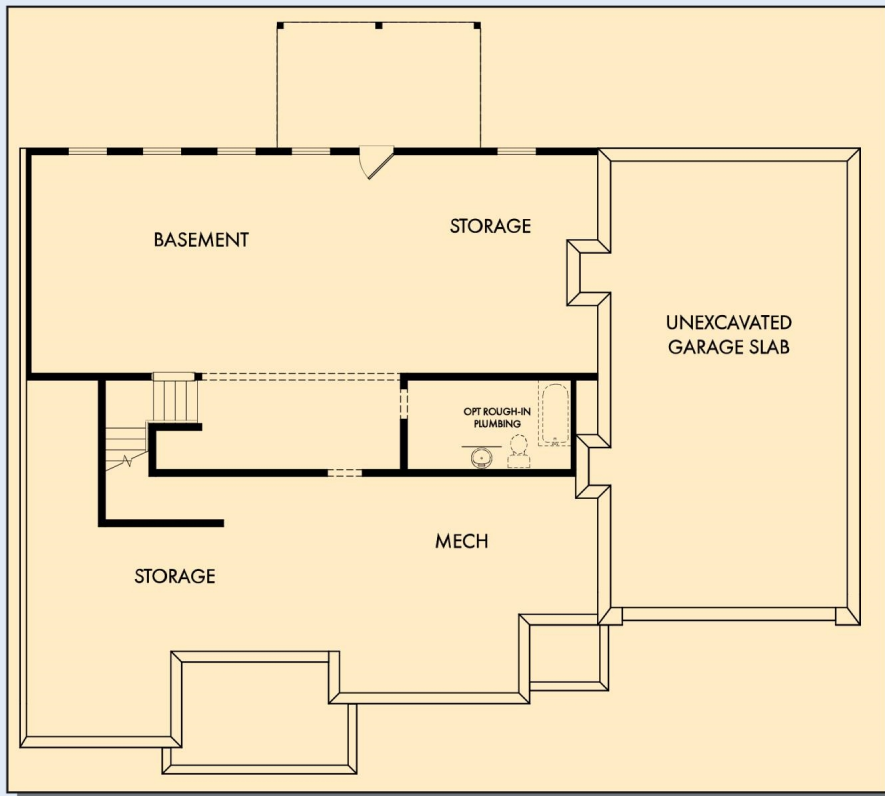 BASEMENT
STORAGE
UNEXCAVATED
GARAGE SLAB
OPT ROUGH-IN
PLUMBING
MECH
STORAGE